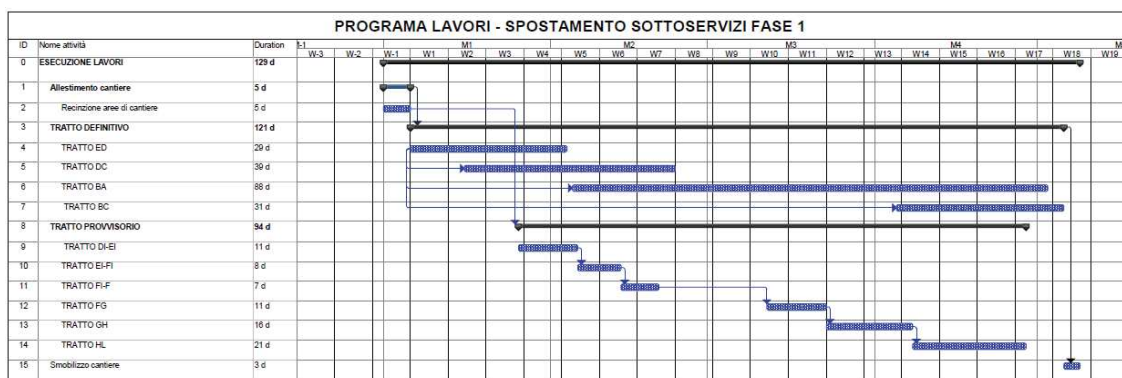 PROGRAMA LAVORI - SPOSTAMENTO SOTTOSERVIZI FASE 1
ID Nome attività Duration M1 M2 M3 M4 M
W-3 W-2 W-1 W1 W2 W3 W4 W5 W6 W7 W8 W9 W10 W11 W12 W13 W14 W15 W16 W17 W18 W19
0 ESECUZIONE LAVORI 129 d
1 Allestimento cantiere 5 d
2 Recinzione aree di cantiere 5 d
3 TRATTO DEFINITIVO 121 d
4 TRATTO ED 29 d
5 TRATTO DC 39 d
6 TRATTO BA 88 d
7 TRATTO BC 31 d
8 TRATTO PROVVISORIO 94 d
9 TRATTO DI-EI 11 d
10 TRATTO EI-FI 8 d
11 TRATTO FI-F 7 d
12 TRATTO FG 11 d
13 TRATTO GH 16 d
14 TRATTO HL 21 d
15 Smobilizzo cantiere 3 d